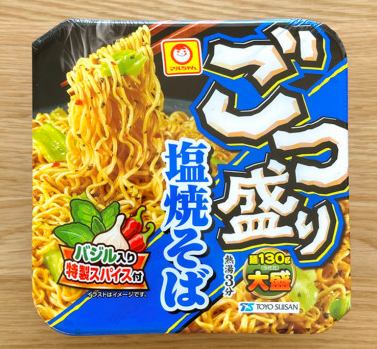 マルちゃん
ごつ盛り
塩焼そば
熱湯3分
麺130g
大盛
バジル入り
特製スパイス付
イラストはイメージです。
TOYO SUISAN